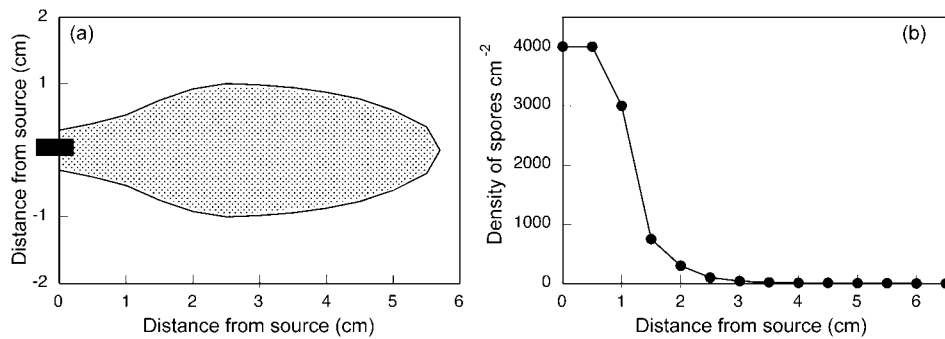 (a)
Distance from source (cm)
2
1
0
-1
-2
0 1 2 3 4 5 6
Distance from source (cm)
(b)
Density of spores cm⁻²
4000
3000
2000
1000
0
0 1 2 3 4 5 6
Distance from source (cm)